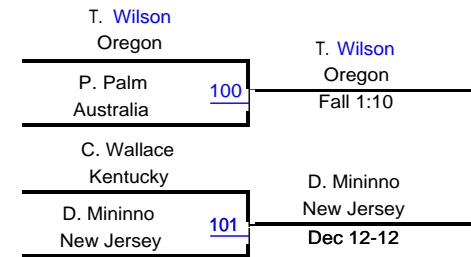 T. Wilson
Oregon
P. Palm
Australia
100
T. Wilson
Oregon
Fall 1:10
C. Wallace
Kentucky
D. Mininno
New Jersey
101
D. Mininno
New Jersey
Dec 12-12